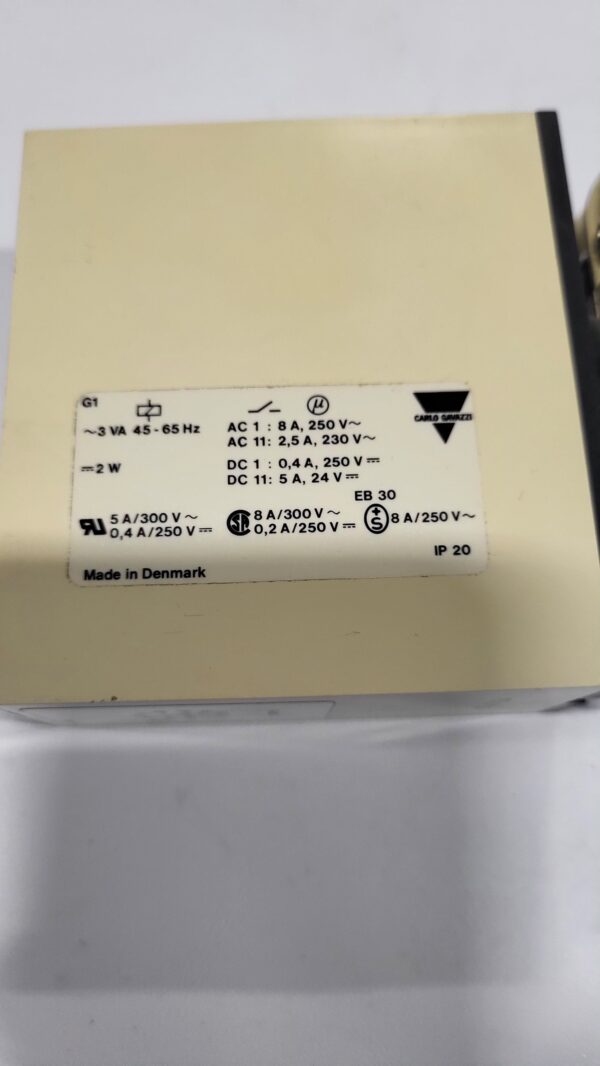 G1
~3 VA 45-65 Hz
⎓2 W
µ
AC 1 : 8 A, 250 V~
AC 11: 2,5 A, 230 V~
DC 1 : 0,4 A, 250 V⎓
DC 11: 5 A, 24 V⎓
CARLO GAVAZZI
EB 30
5 A/300 V~
0,4 A/250 V⎓
8 A/300 V~
0,2 A/250 V⎓
+S
8 A/250 V~
IP 20
Made in Denmark